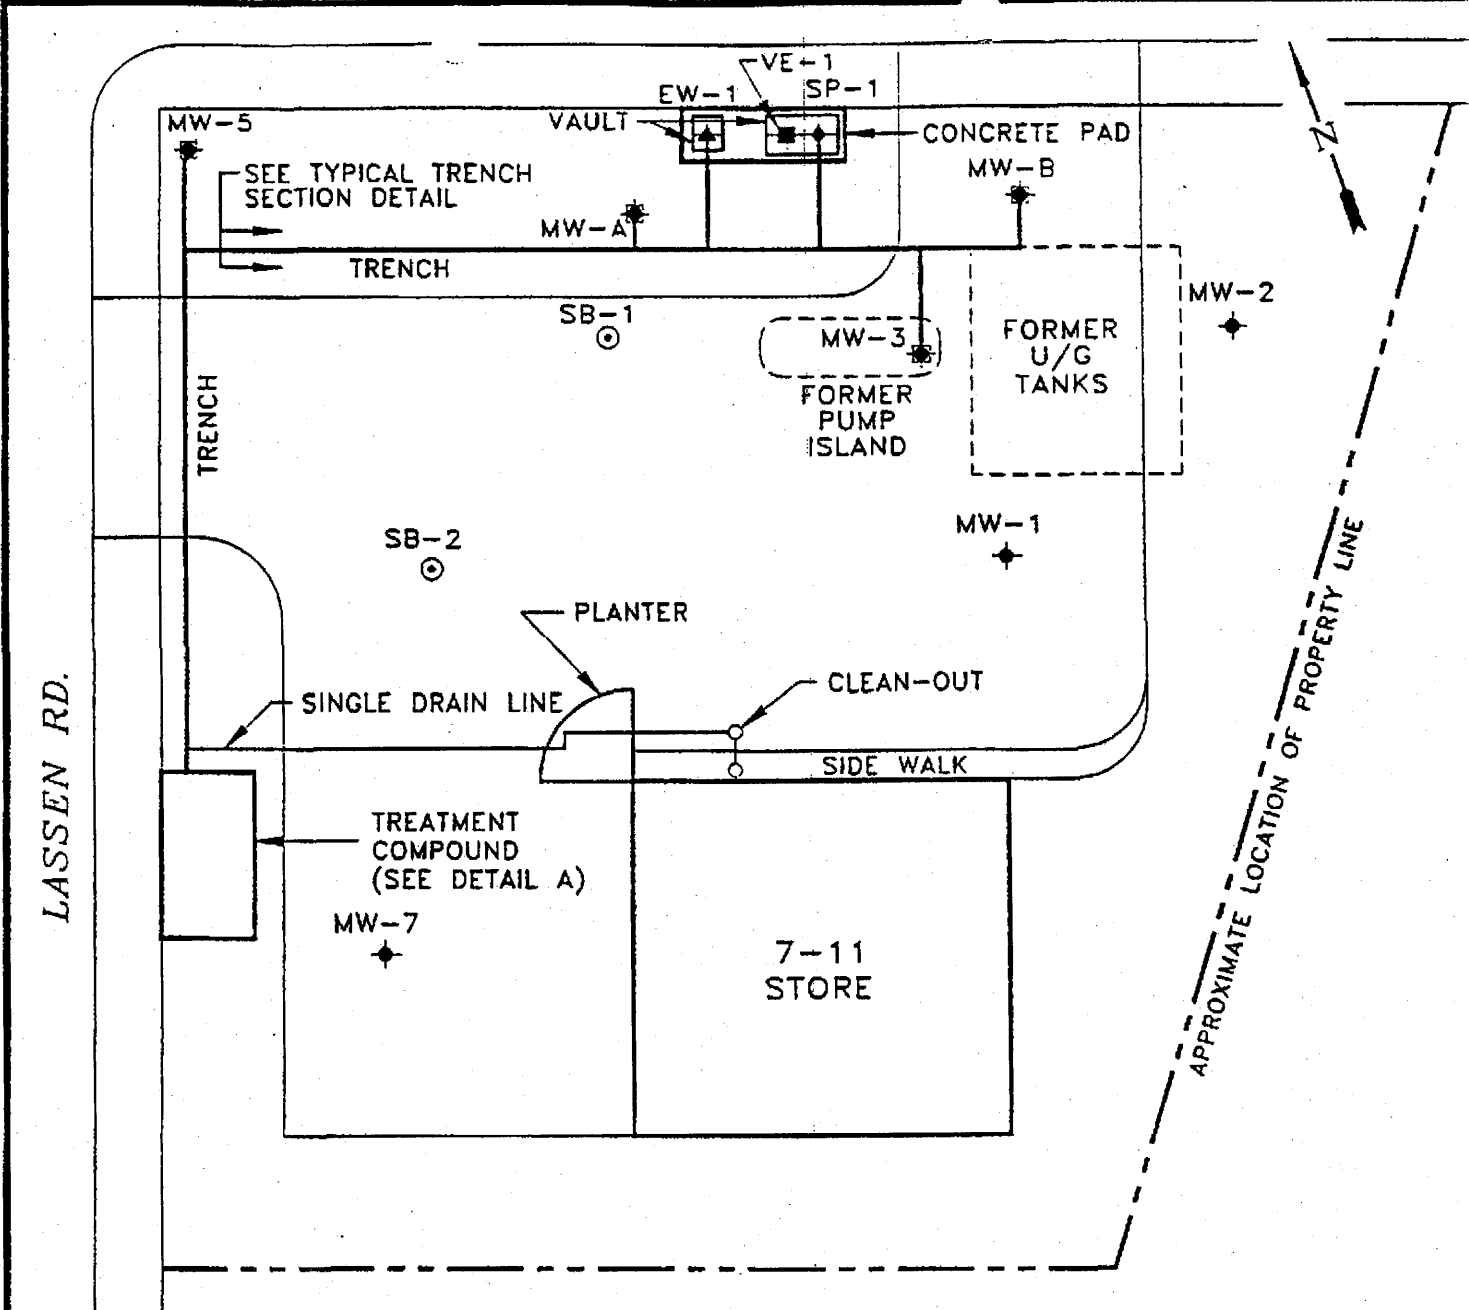 VE-1
SP-1
EW-1
VAULT
MW-5
CONCRETE PAD
MW-B
N
SEE TYPICAL TRENCH
SECTION DETAIL
MW-A
TRENCH
SB-1
MW-2
MW-3
FORMER
U/G
TANKS
FORMER
PUMP
ISLAND
TRENCH
MW-1
SB-2
PLANTER
CLEAN-OUT
SINGLE DRAIN LINE
SIDE WALK
LASSEN RD.
TREATMENT
COMPOUND
(SEE DETAIL A)
MW-7
7-11
STORE
APPROXIMATE LOCATION OF PROPERTY LINE